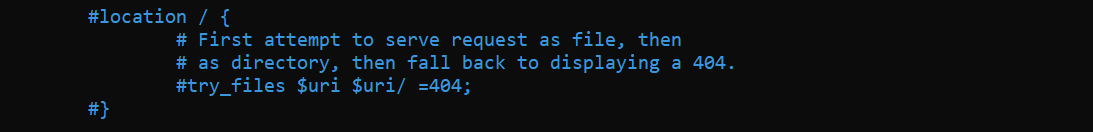 #location / {
# First attempt to serve request as file, then
# as directory, then fall back to displaying a 404.
#try_files $uri $uri/ =404;
#}